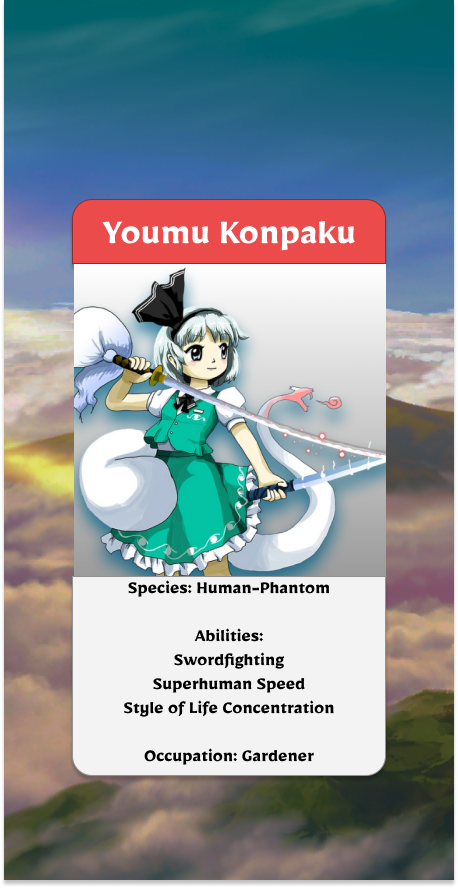 Youmu Konpaku
Species: Human-Phantom
Abilities:
Swordfighting
Superhuman Speed
Style of Life Concentration
Occupation: Gardener